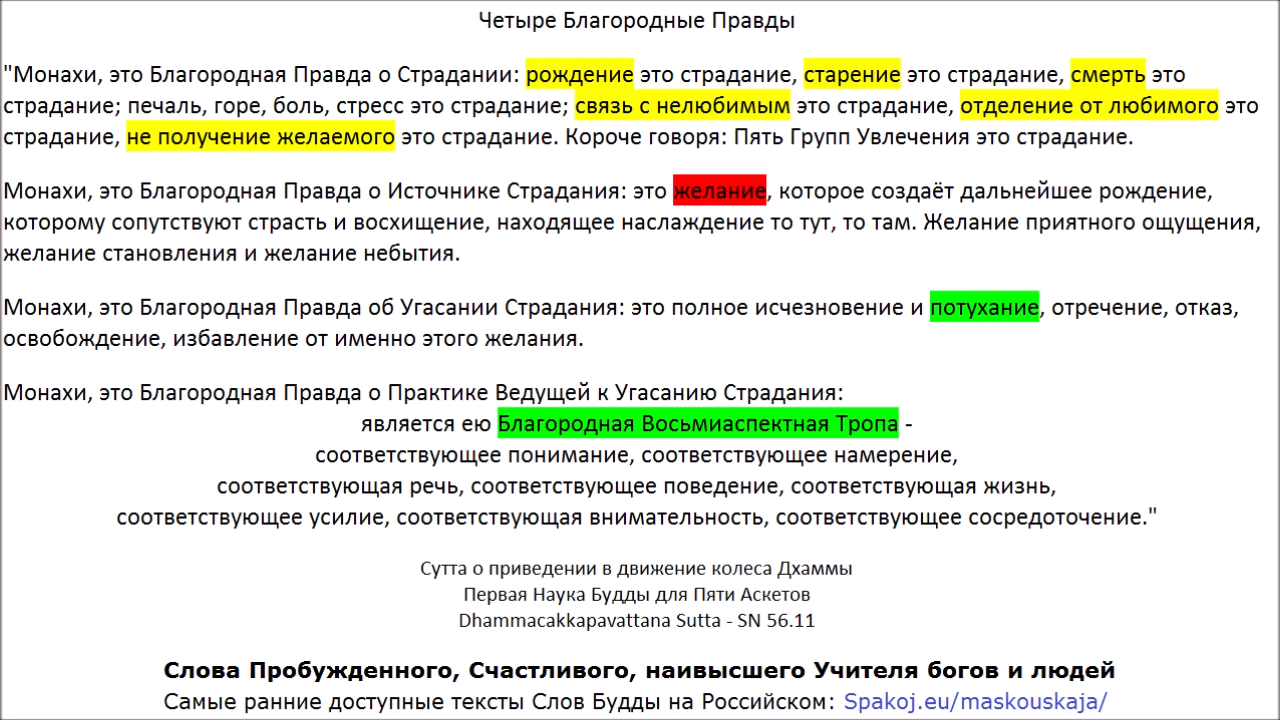 Четыре Благородные Правды
"Монахи, это Благородная Правда о Страдании: рождение это страдание, старение это страдание, смерть это
страдание; печаль, горе, боль, стресс это страдание; связь с нелюбимым это страдание, отделение от любимого это
страдание, не получение желаемого это страдание. Короче говоря: Пять Групп Увлечения это страдание.
Монахи, это Благородная Правда о Источнике Страдания: это желание, которое создаёт дальнейшее рождение,
которому сопутствуют страсть и восхищение, находящее наслаждение то тут, то там. Желание приятного ощущения,
желание становления и желание небытия.
Монахи, это Благородная Правда об Угасании Страдания: это полное исчезновение и потухание, отречение, отказ,
освобождение, избавление от именно этого желания.
Монахи, это Благородная Правда о Практике Ведущей к Угасанию Страдания:
является ею Благородная Восьмиаспектная Тропа -
соответствующее понимание, соответствующее намерение,
соответствующая речь, соответствующее поведение, соответствующая жизнь,
соответствующее усилие, соответствующая внимательность, соответствующее сосредоточение."
Сутта о приведении в движение колеса Дхаммы
Первая Наука Будды для Пяти Аскетов
Dhammacakkapavattana Sutta - SN 56.11
Слова Пробужденного, Счастливого, наивысшего Учителя богов и людей
Самые ранние доступные тексты Слов Будды на Российском: Spakoj.eu/maskouskaja/